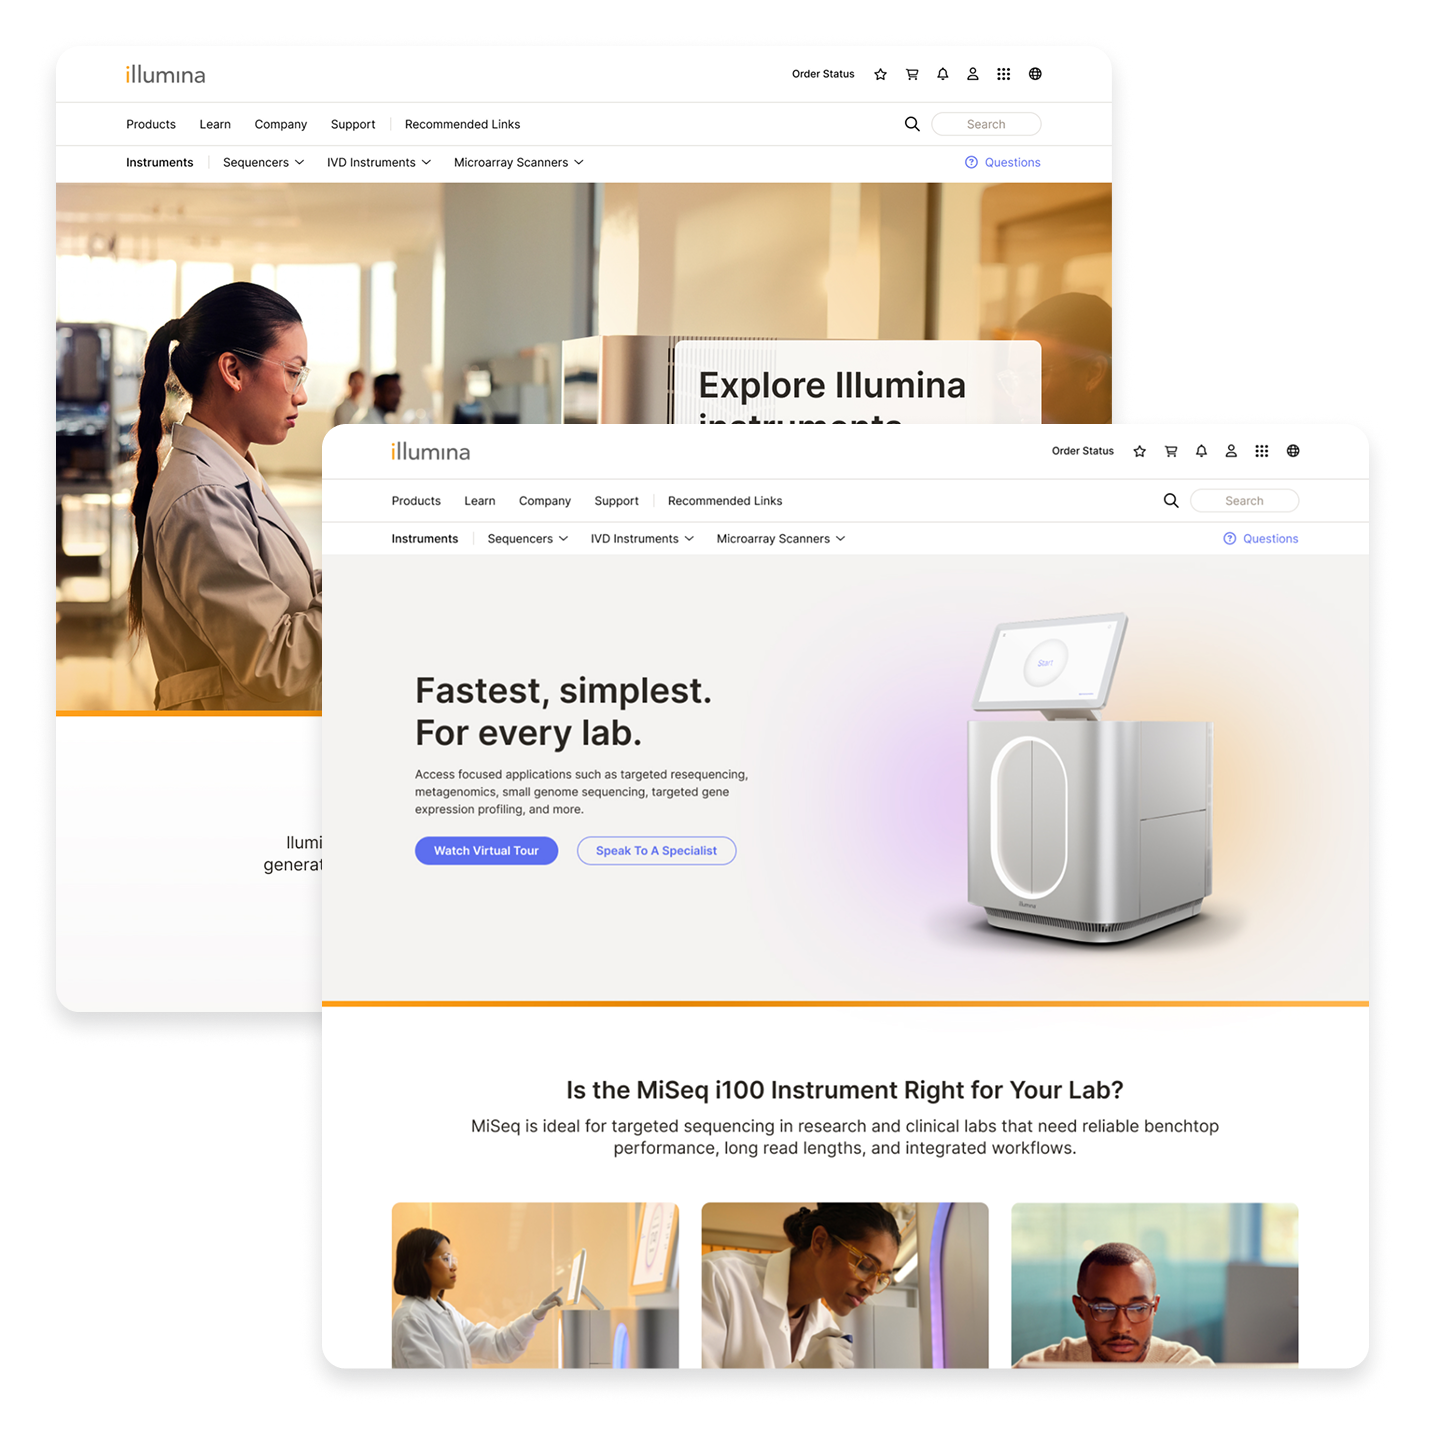 illumina
Order Status
Products Learn Company Support Recommended Links
Search
Instruments Sequencers IVD Instruments Microarray Scanners
Questions
Explore Illumina
instruments
Illumi
generat
illumina
Order Status
Products Learn Company Support Recommended Links
Search
Instruments Sequencers IVD Instruments Microarray Scanners
Questions
Start
Fastest, simplest.
For every lab.
Access focused applications such as targeted resequencing,
metagenomics, small genome sequencing, targeted gene
expression profiling, and more.
Watch Virtual Tour
Speak To A Specialist
illumina
Is the MiSeq i100 Instrument Right for Your Lab?
MiSeq is ideal for targeted sequencing in research and clinical labs that need reliable benchtop
performance, long read lengths, and integrated workflows.